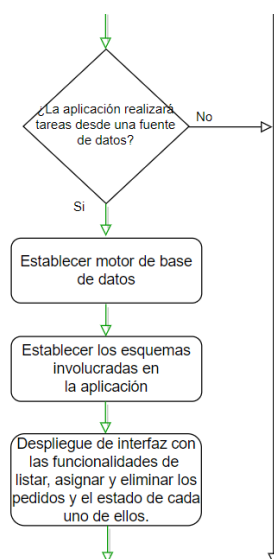 ¿La aplicación realizará
tareas desde una fuente
de datos?
No
Si
Establecer motor de base
de datos
Establecer los esquemas
involucradas en
la aplicación
Despliegue de interfaz con
las funcionalidades de
listar, asignar y eliminar los
pedidos y el estado de cada
uno de ellos.